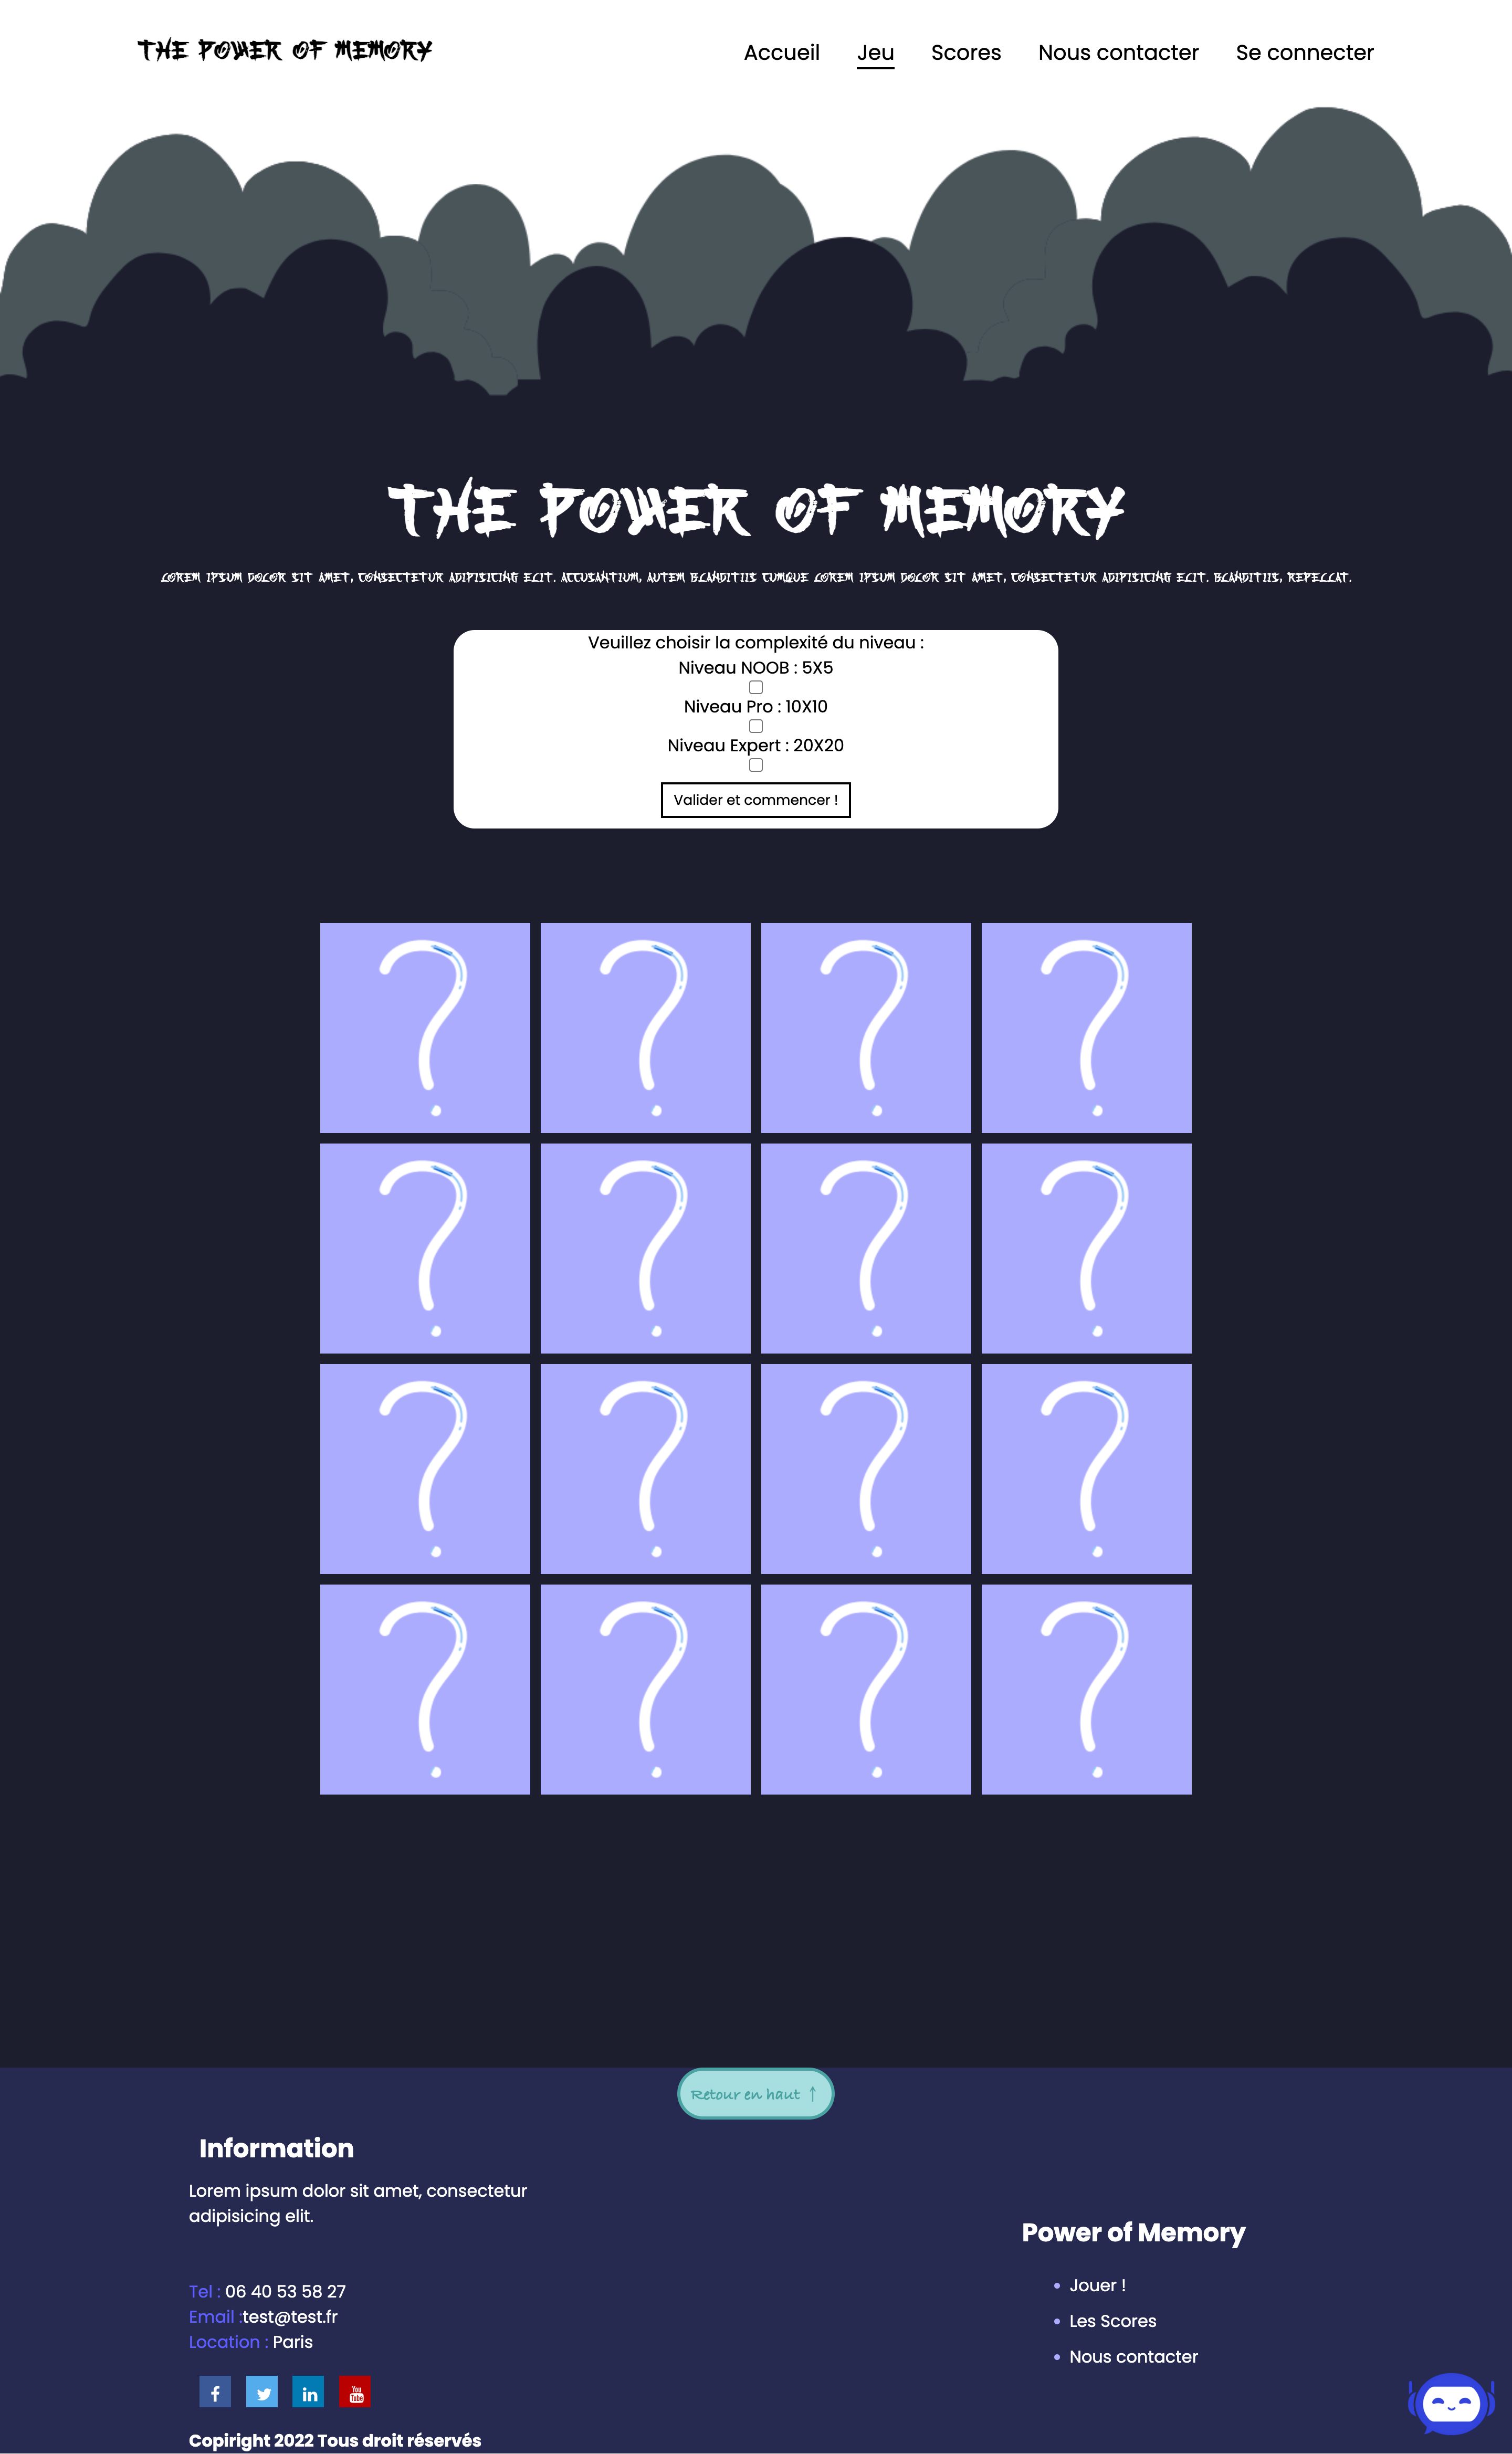 THE POWER OF MEMORY
Accueil Jeu Scores Nous contacter Se connecter
THE POWER OF MEMORY
LOREM IPSUM DOLOR SIT AMET, CONSECTETUR ADIPISICING ELIT. ACCUSANTIUM, AUTEM BLANDITIIS CUMQUE LOREM IPSUM DOLOR SIT AMET, CONSECTETUR ADIPISICING ELIT. BLANDITIIS, REPELLAT.
Veuillez choisir la complexité du niveau :
Niveau NOOB : 5X5
Niveau Pro : 10X10
Niveau Expert : 20X20
Valider et commencer !
? ? ? ?
? ? ? ?
? ? ? ?
? ? ? ?
Retour en haut ↑
Information
Lorem ipsum dolor sit amet, consectetur
adipisicing elit.
Tel : 06 40 53 58 27
Email :test@test.fr
Location : Paris
f in You Tube
Copiright 2022 Tous droit réservés
Power of Memory
Jouer !
Les Scores
Nous contacter